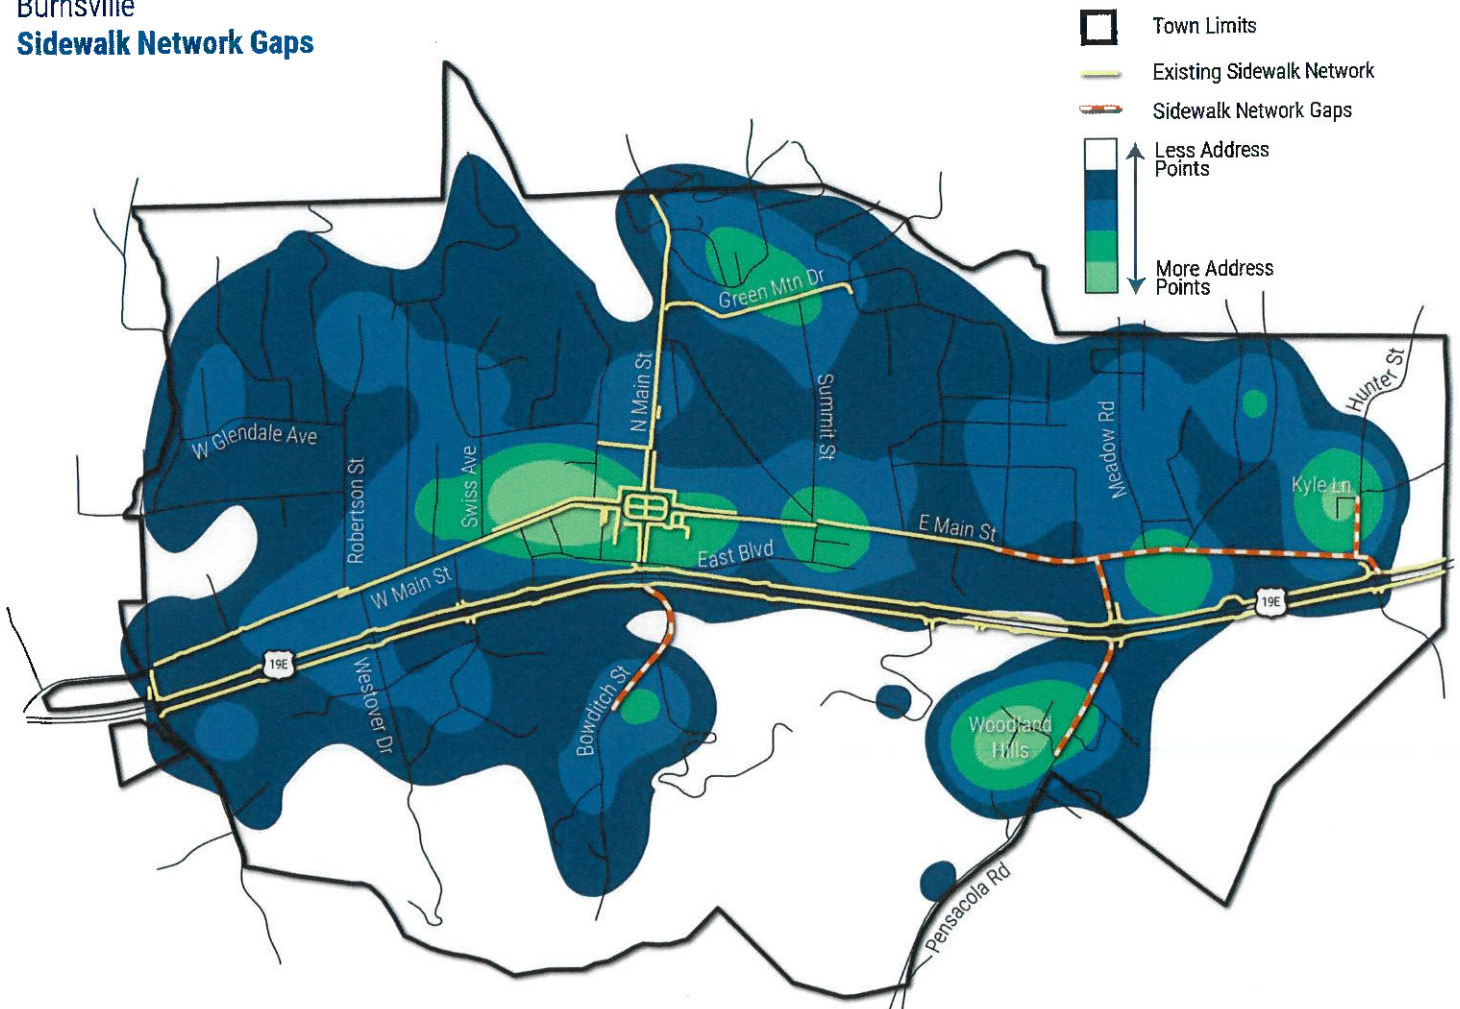 Burnsville
Sidewalk Network Gaps
Town Limits
Existing Sidewalk Network
Sidewalk Network Gaps
Less Address
Points
More Address
Points
Green Mtn Dr
N Main St
Summit St
Hunter St
Meadow Rd
W Glendale Ave
Swiss Ave
Robertson St
Kyle Ln
E Main St
East Blvd
W Main St
19E
19E
Westover Dr
Bowditch St
Woodland
Hills
Pensacola Rd